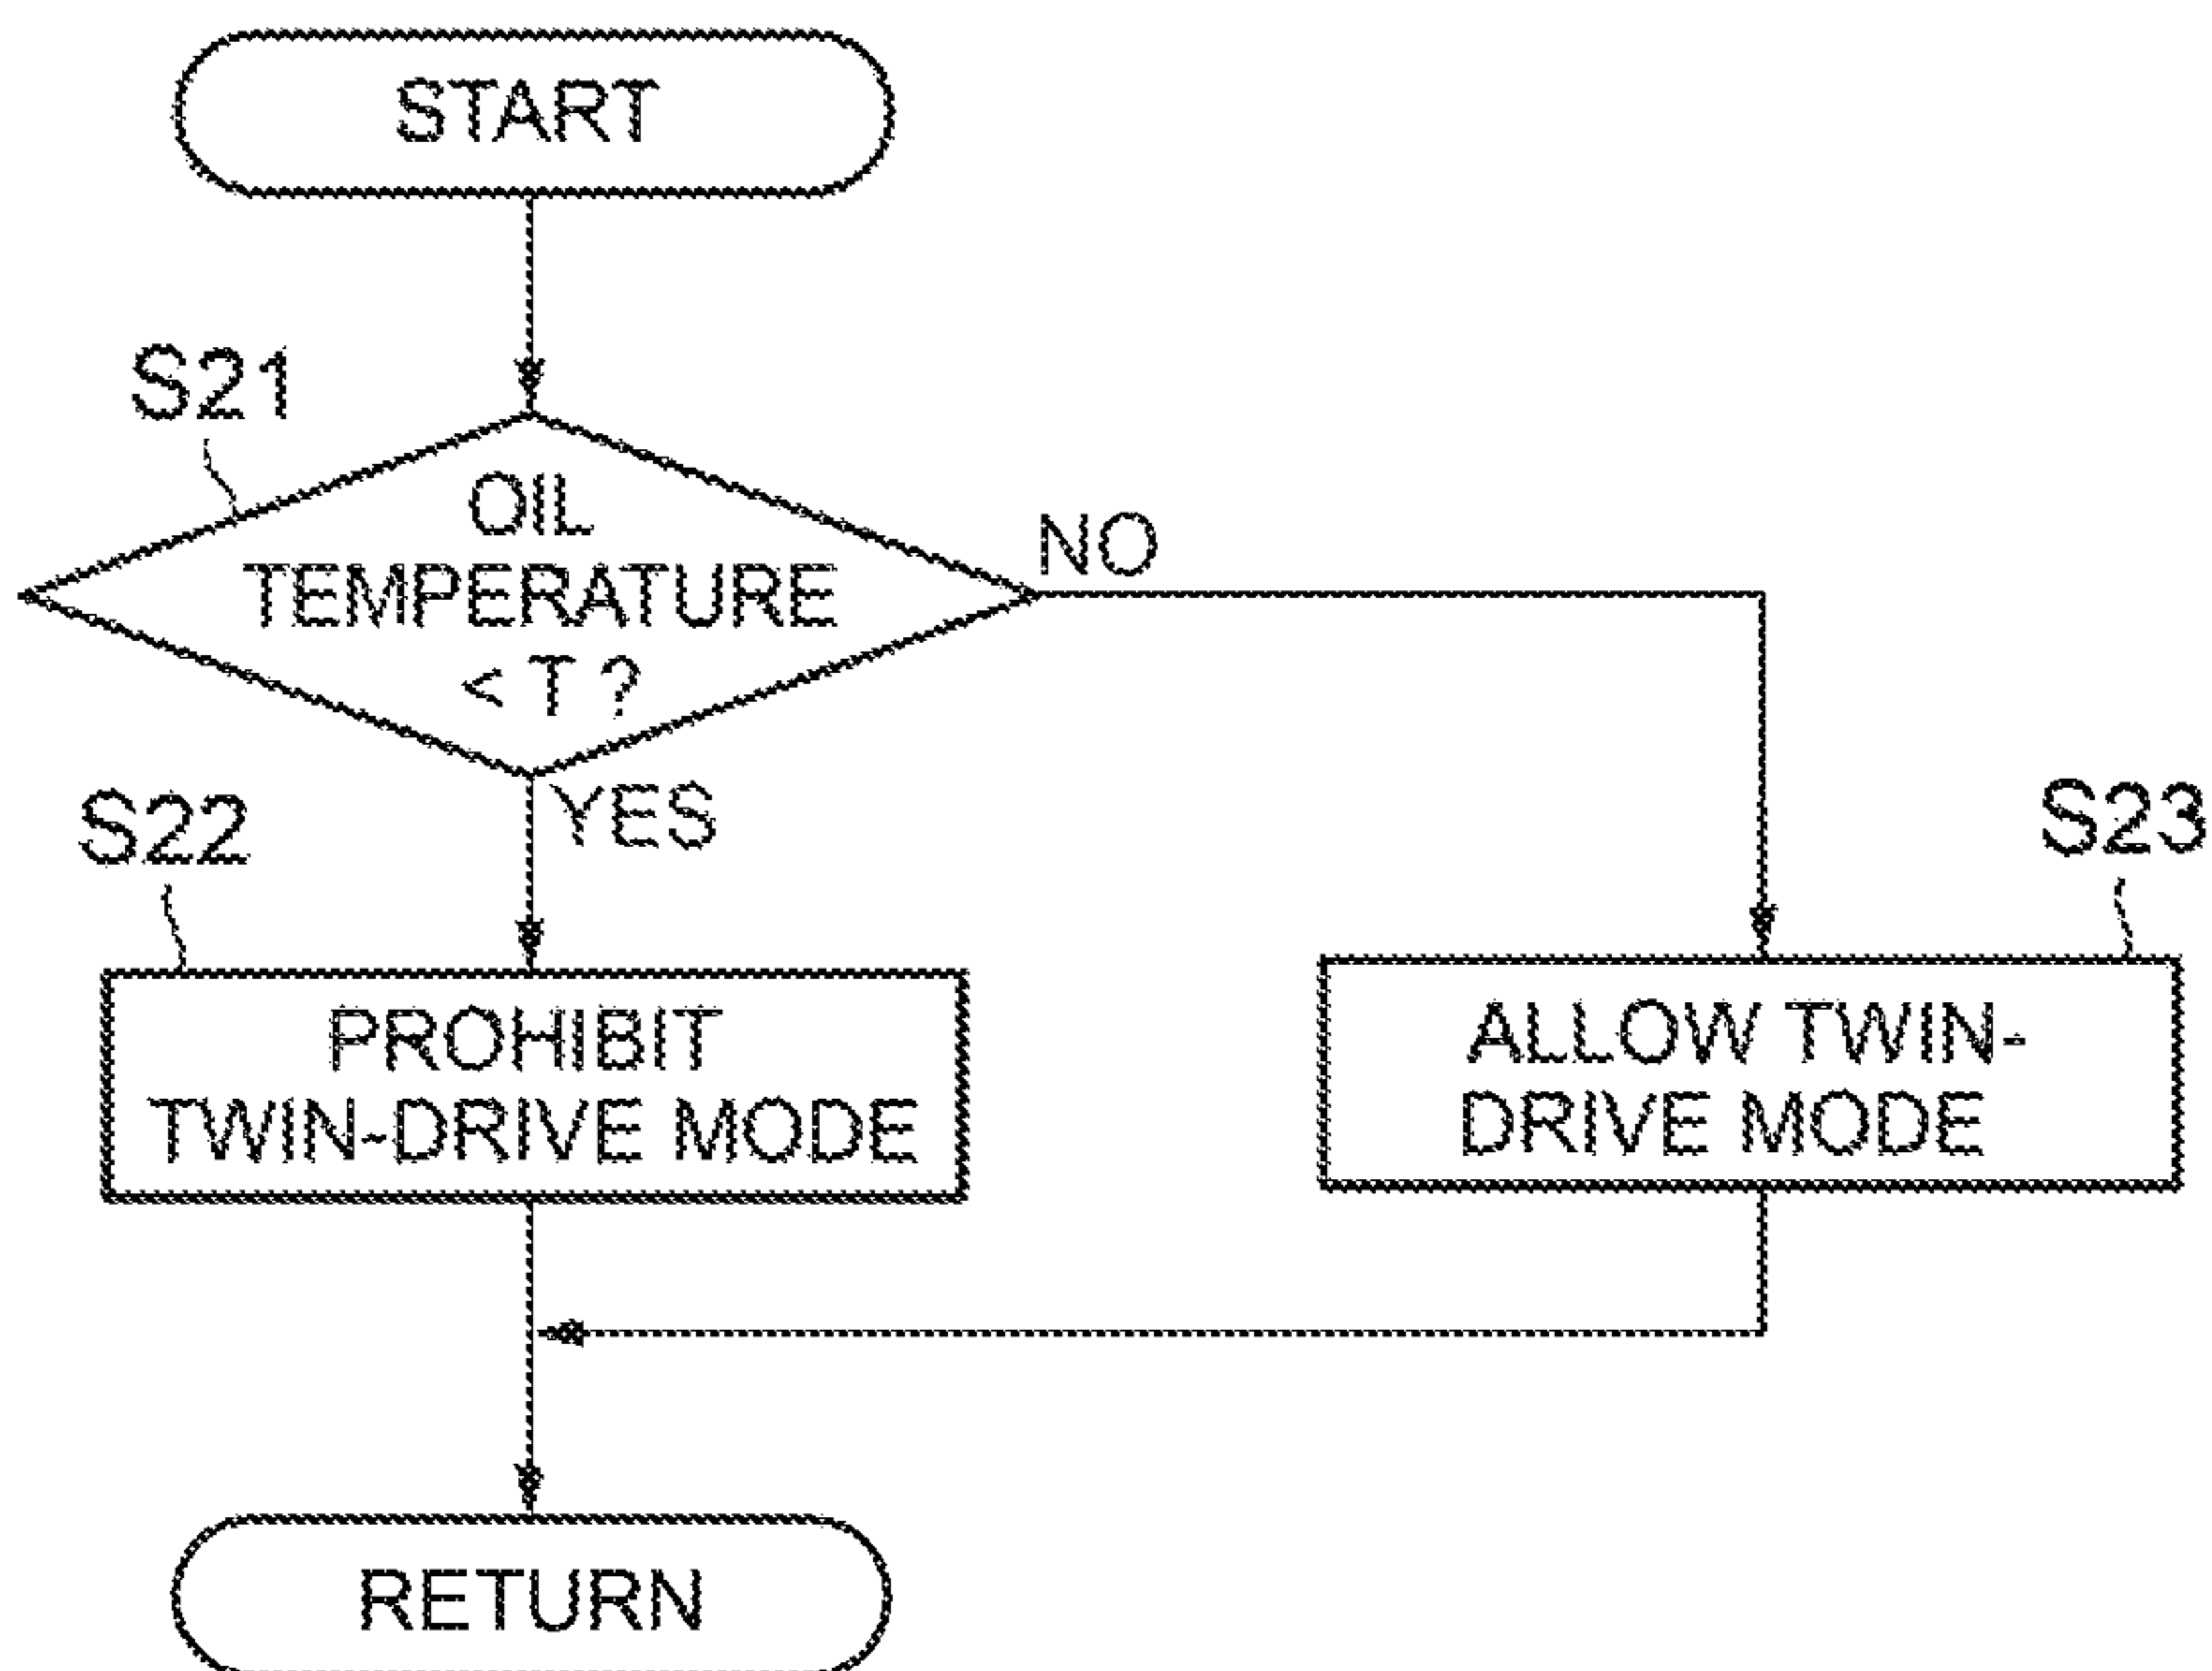 START
S21
OIL
TEMPERATURE
< T ?
NO
YES
S22
S23
PROHIBIT
TWIN-DRIVE MODE
ALLOW TWIN-
DRIVE MODE
RETURN